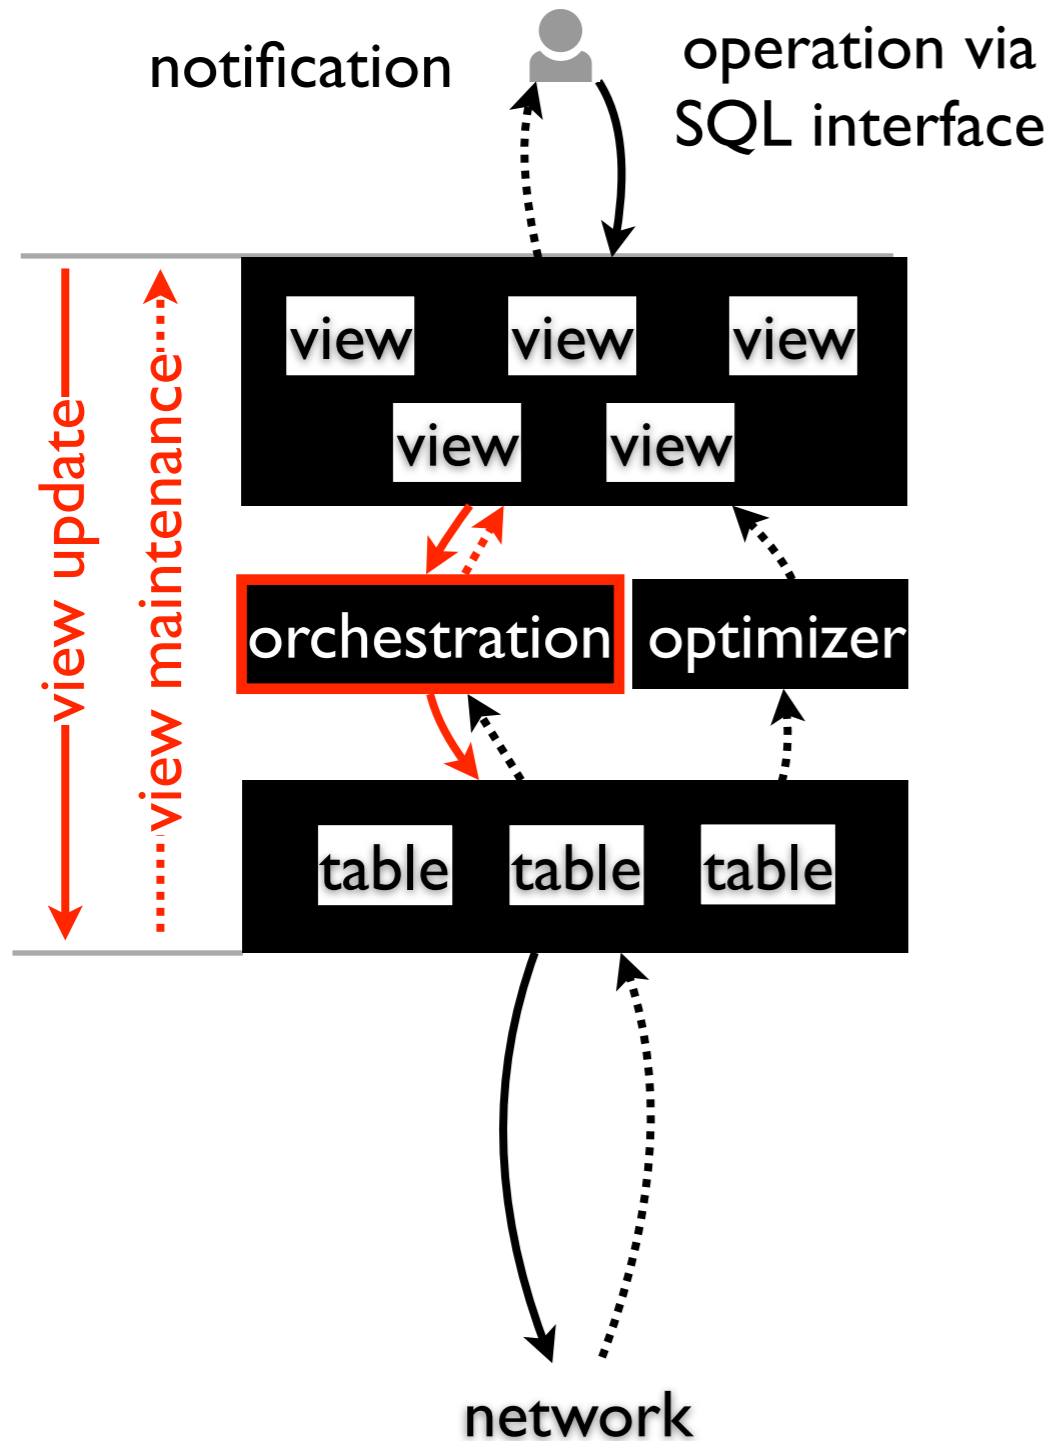 notification
operation via
SQL interface
view update
view maintenance
view
view
view
view
view
orchestration
optimizer
table
table
table
network